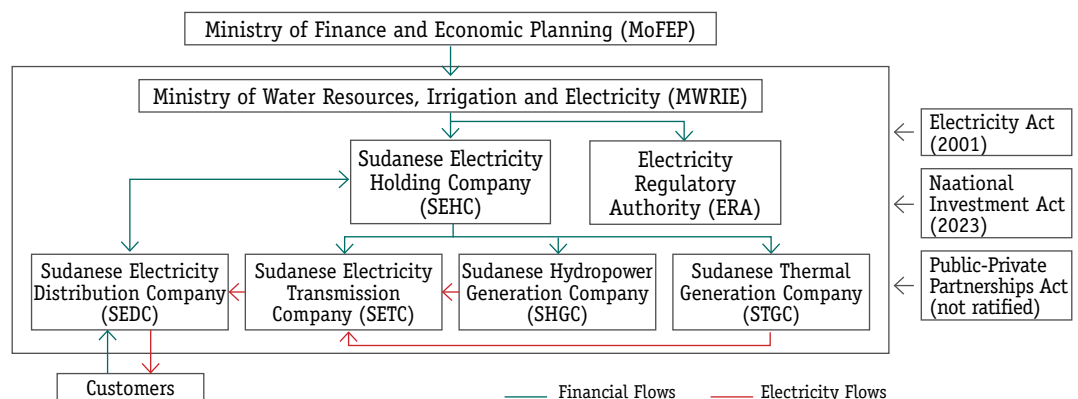 Ministry of Finance and Economic Planning (MoFEP)
Ministry of Water Resources, Irrigation and Electricity (MWRIE)
Sudanese Electricity
Holding Company
(SEHC)
Electricity
Regulatory
Authority (ERA)
Sudanese Electricity
Distribution Company
(SEDC)
Sudanese Electricity
Transmission
Company (SETC)
Sudanese Hydropower
Generation Company
(SHGC)
Sudanese Thermal
Generation Company
(STGC)
Electricity Act
(2001)
Naational
Investment Act
(2023)
Public-Private
Partnerships Act
(not ratified)
Customers
Financial Flows
Electricity Flows